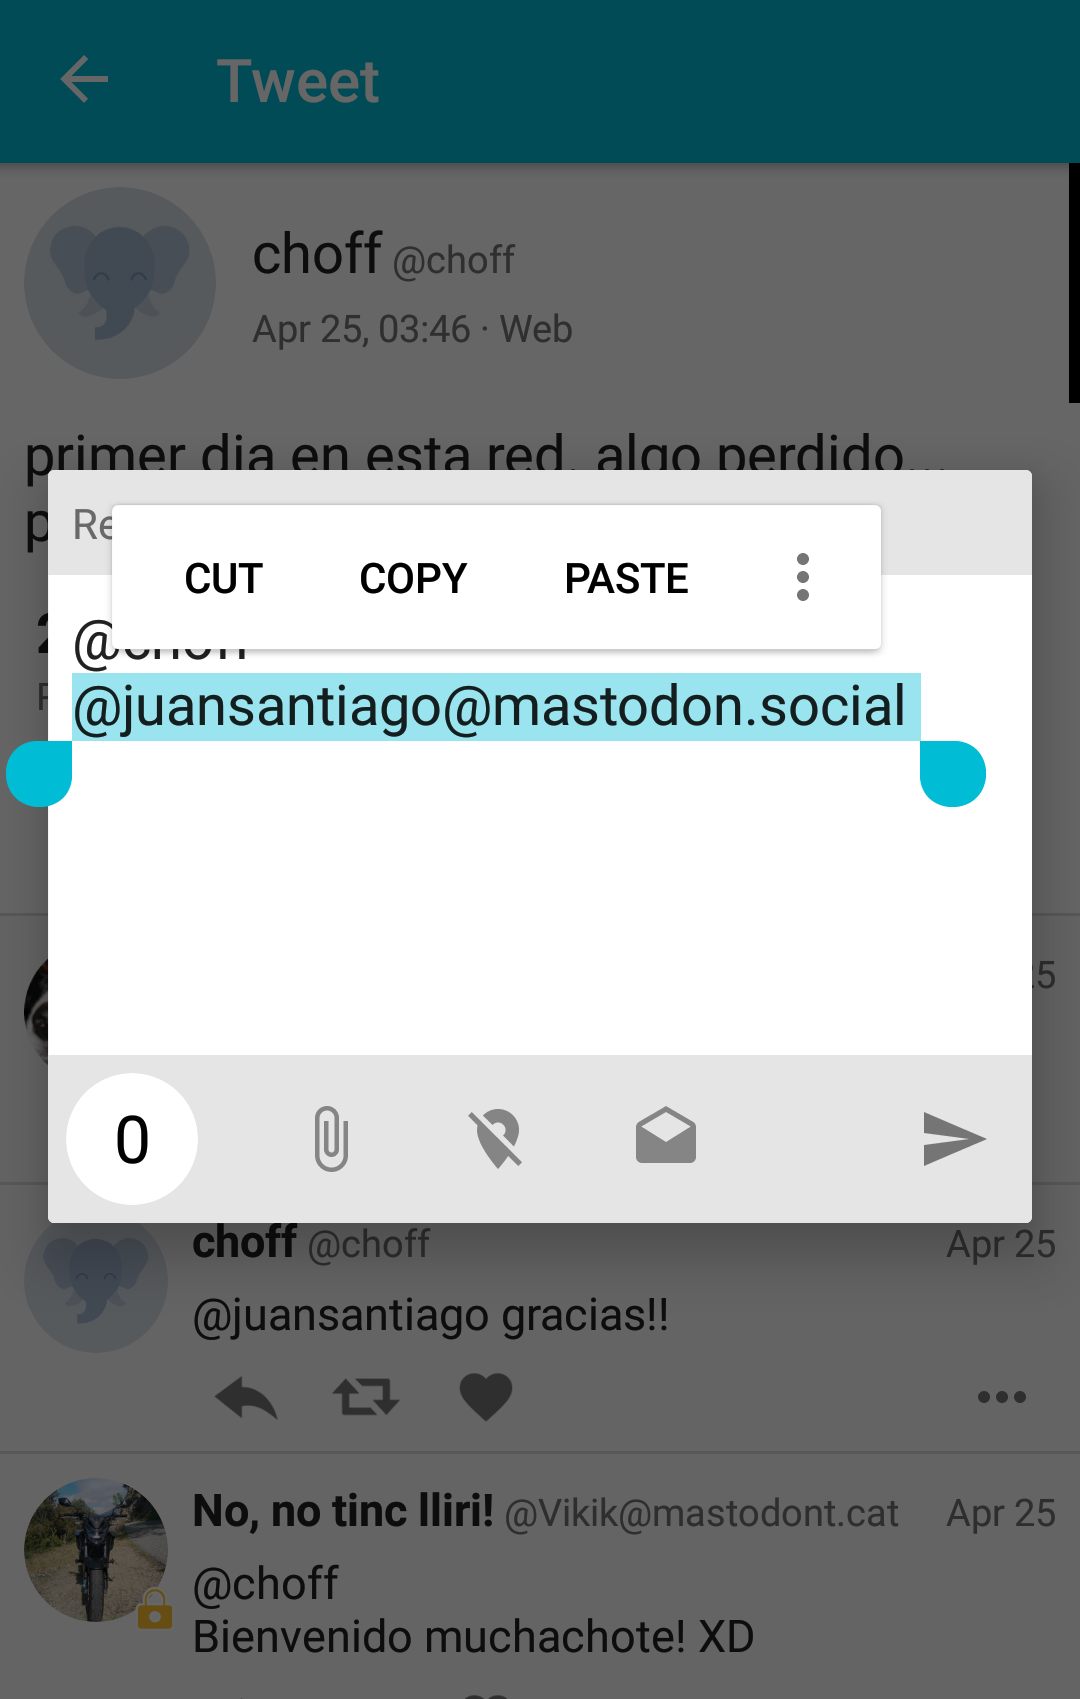 Tweet
choff @choff
Apr 25, 03:46 · Web
primer dia en esta red, algo perdido...
CUT COPY PASTE
@choff
@juansantiago@mastodon.social
0
choff @choff Apr 25
@juansantiago gracias!!
No, no tinc lliri! @Vikik@mastodont.cat Apr 25
@choff
Bienvenido muchachote! XD